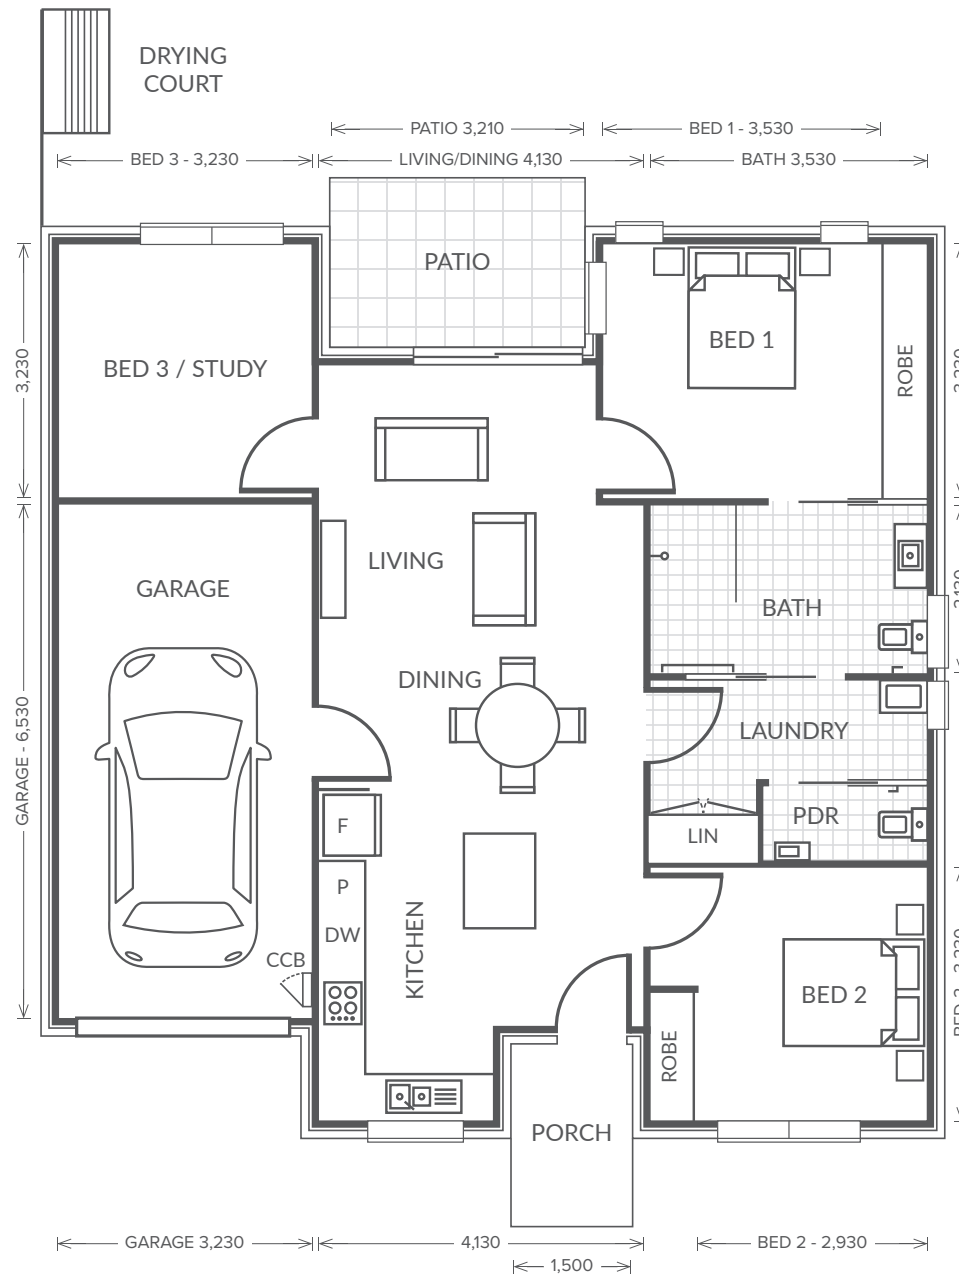 DRYING
COURT
PATIO 3,210
BED 1 - 3,530
BED 3 - 3,230
LIVING/DINING 4,130
BATH 3,530
PATIO
BED 1
ROBE
BED 3 / STUDY
3,230
LIVING
GARAGE
BATH
DINING
LAUNDRY
GARAGE - 6,530
F
PDR
LIN
P
DW
KITCHEN
CCB
BED 2
ROBE
PORCH
GARAGE 3,230
4,130
BED 2 - 2,930
1,500